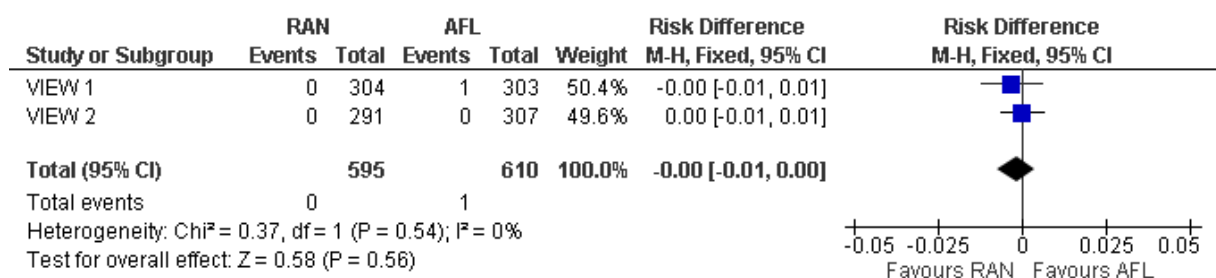 RAN AFL Risk Difference Risk Difference
Study or Subgroup Events Total Events Total Weight M-H, Fixed, 95% CI M-H, Fixed, 95% CI
VIEW 1 0 304 1 303 50.4% -0.00 [-0.01, 0.01]
VIEW 2 0 291 0 307 49.6% 0.00 [-0.01, 0.01]
Total (95% CI) 595 610 100.0% -0.00 [-0.01, 0.00]
Total events 0 1
Heterogeneity: Chi² = 0.37, df = 1 (P = 0.54); I² = 0%
Test for overall effect: Z = 0.58 (P = 0.56)
-0.05 -0.025 0 0.025 0.05
Favours RAN Favours AFL